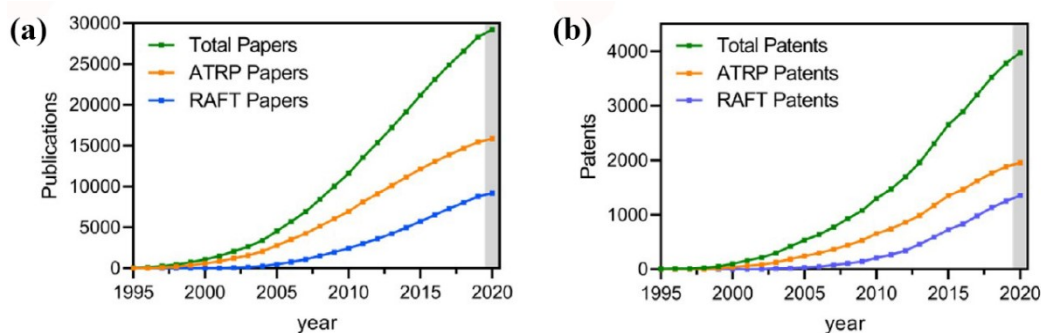 (a)
Publications
30000
25000
20000
15000
10000
5000
0
Total Papers
ATRP Papers
RAFT Papers
1995
2000
2005
2010
2015
2020
year
(b)
Patents
4000
3000
2000
1000
0
Total Patents
ATRP Patents
RAFT Patents
1995
2000
2005
2010
2015
2020
year